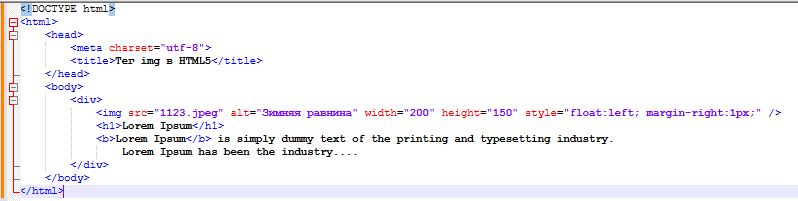 <!DOCTYPE html>
<html>
<head>
<meta charset="utf-8">
<title>Тег img в HTML5</title>
</head>
<body>
<div>
<img src="1123.jpeg" alt="Зимняя равнина" width="200" height="150" style="float:left; margin-right:1px;" />
<h1>Lorem Ipsum</h1>
<b>Lorem Ipsum</b> is simply dummy text of the printing and typesetting industry.
Lorem Ipsum has been the industry....
</div>
</body>
</html>